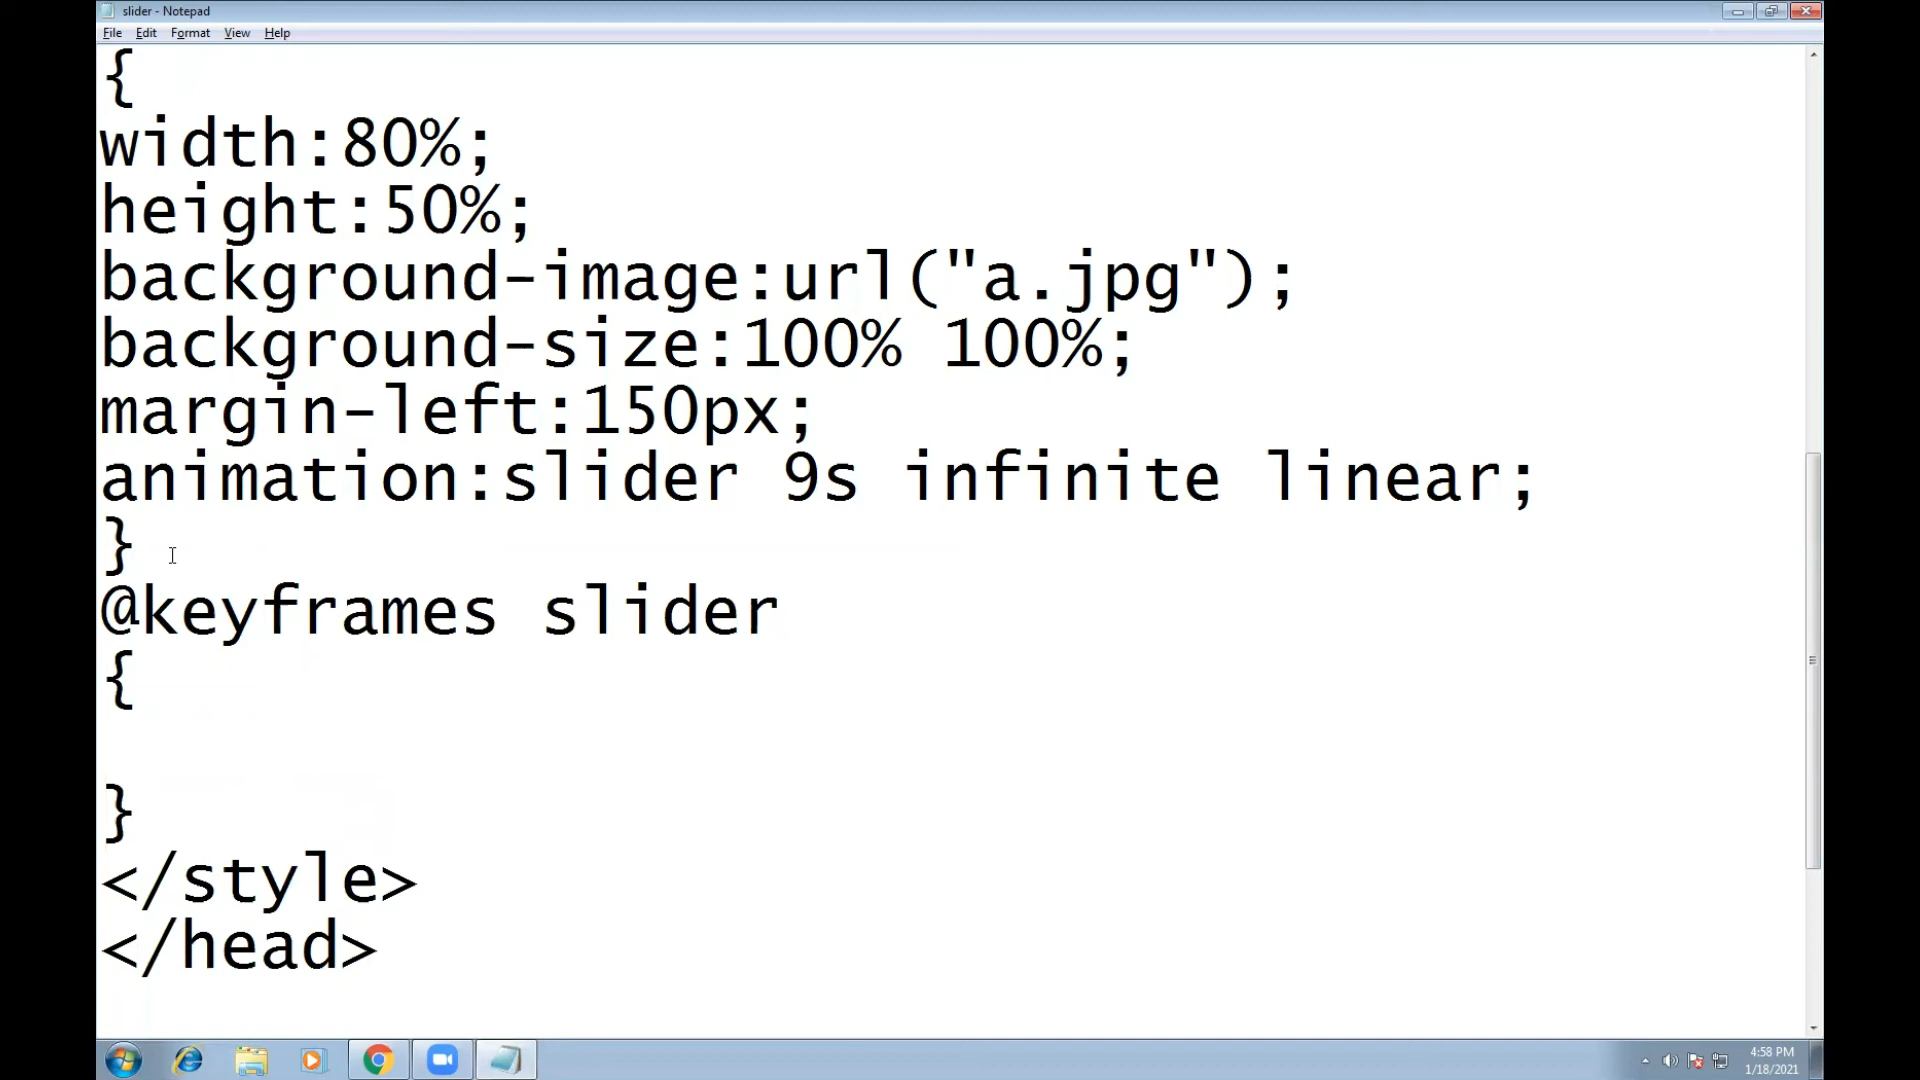 slider - Notepad
File Edit Format View Help
{
width:80%;
height:50%;
background-image:url("a.jpg");
background-size:100% 100%;
margin-left:150px;
animation:slider 9s infinite linear;
}
@keyframes slider
{
}
</style>
</head>
4:58 PM
1/18/2021